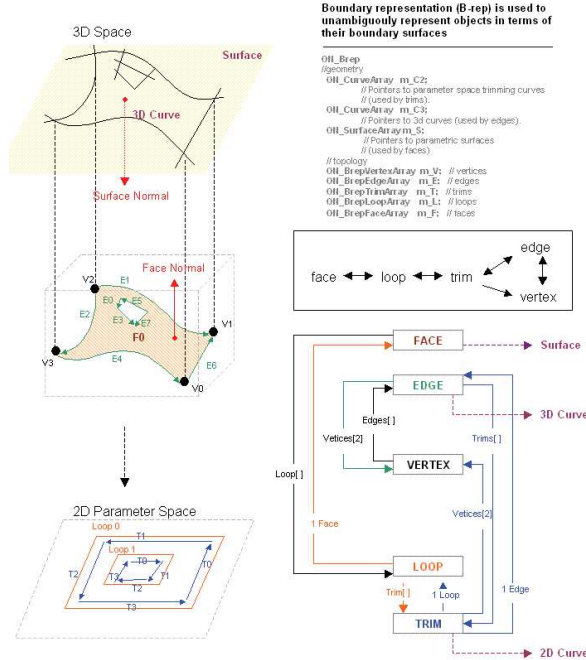 3D Space
Surface
3D Curve
Surface Normal
Face Normal
V2
E1
E0
E5
E2
E3
E7
V1
F0
V3
E4
E6
V0
2D Parameter Space
Loop 0
T1
Loop 1
T0
T0
T2
T3
T1
T2
T3
Boundary representation (B-rep) is used to
unambiguouly represent objects in terms of
their boundary surfaces
ON_Brep
//geometry
ON_CurveArray m_C2;
// Pointers to parameter space trimming curves
// (used by trims).
ON_CurveArray m_C3;
// Pointers to 3d curves (used by edges).
ON_SurfaceArray m_S;
// Pointers to parametric surfaces
// (used by faces)
// topology
ON_BrepVertexArray m_V; // vertices
ON_BrepEdgeArray m_E; // edges
ON_BrepTrimArray m_T; // trims
ON_BrepLoopArray m_L; // loops
ON_BrepFaceArray m_F; // faces
edge
face
loop
trim
vertex
FACE
Surface
EDGE
3D Curve
Edges[ ]
Vetices[2]
Trims[ ]
VERTEX
Loop[ ]
Vetices[2]
1 Face
LOOP
Trim[ ]
1 Loop
1 Edge
TRIM
2D Curve